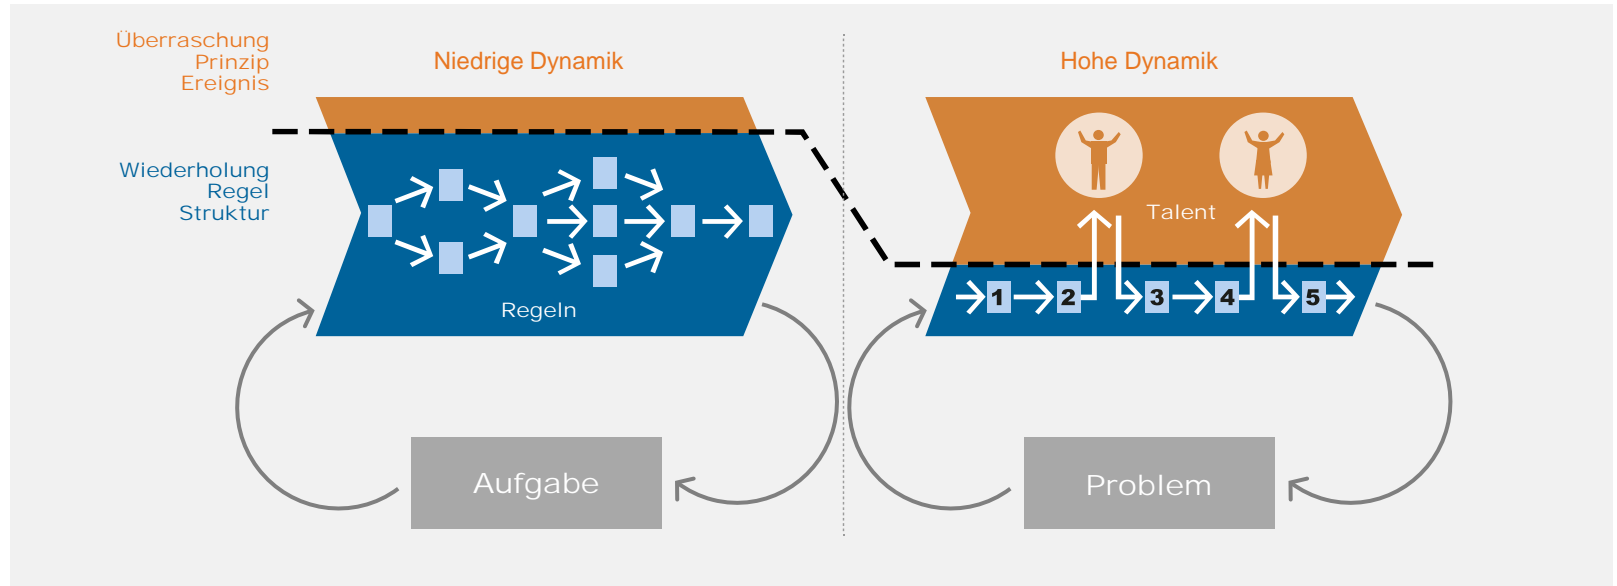 Überraschung
Prinzip
Ereignis
Niedrige Dynamik
Hohe Dynamik
Wiederholung
Regel
Struktur
Regeln
Talent
1 2 3 4 5
Aufgabe
Problem